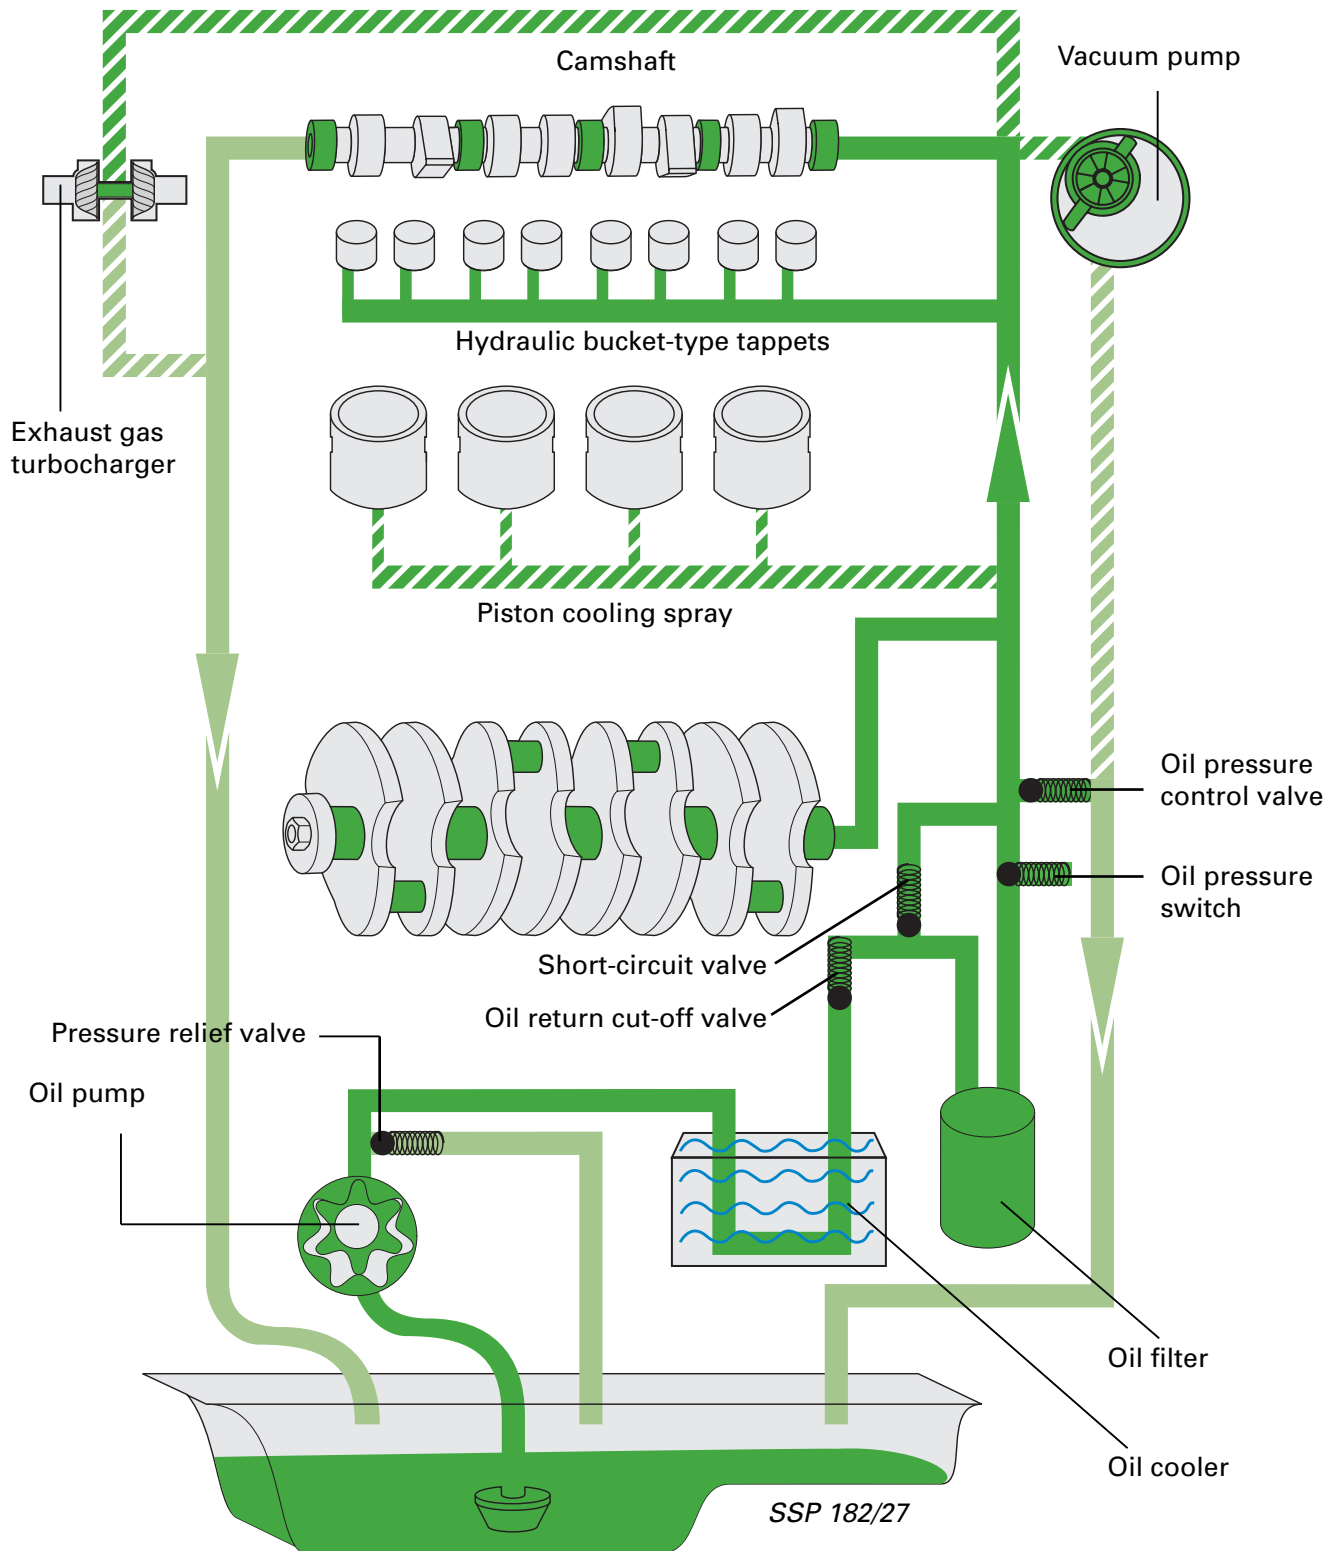 Camshaft
Vacuum pump
Hydraulic bucket-type tappets
Exhaust gas
turbocharger
Piston cooling spray
Oil pressure
control valve
Oil pressure
switch
Short-circuit valve
Oil return cut-off valve
Pressure relief valve
Oil pump
Oil filter
Oil cooler
SSP 182/27